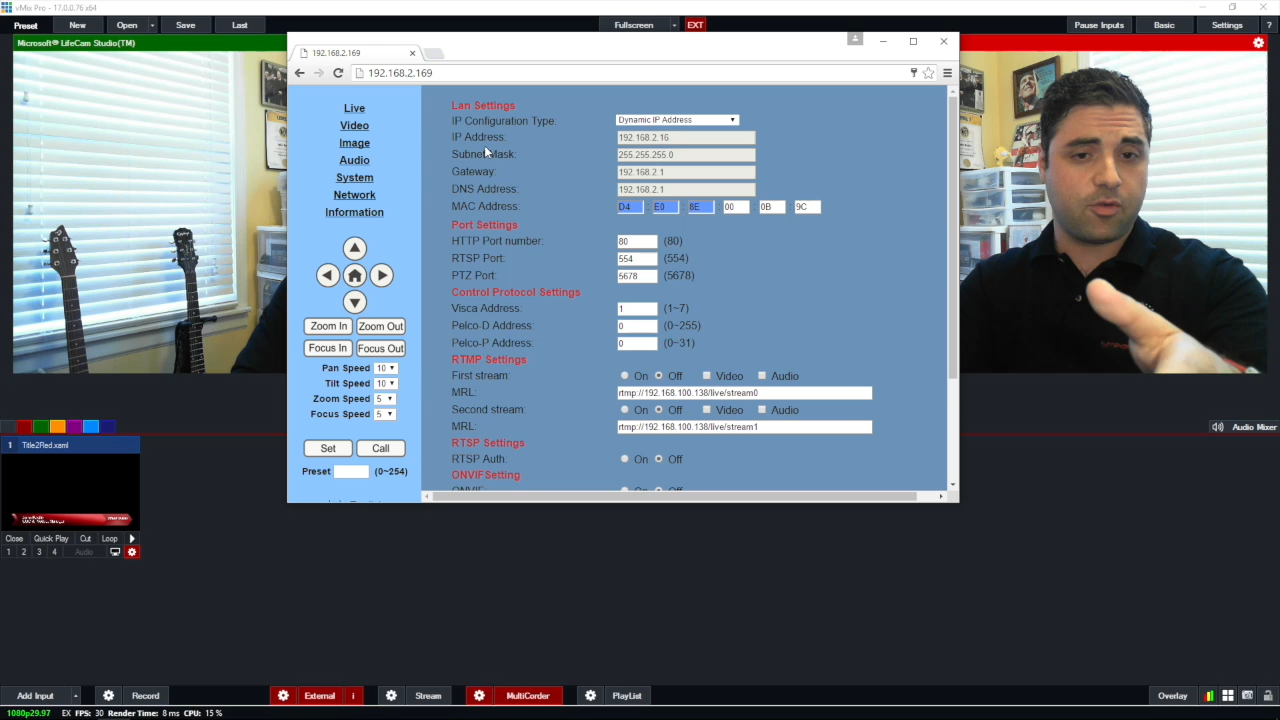 vMix Pro - 17.0.0.76 x64
Preset New Open Save Last Fullscreen EXT Pause Inputs Basic Settings ?
Microsoft® LifeCam Studio(TM)
192.168.2.169
192.168.2.169
Live
Video
Image
Audio
System
Network
Information
Zoom In Zoom Out
Focus In Focus Out
Pan Speed 10
Tilt Speed 10
Zoom Speed 5
Focus Speed 5
Set Call
Preset (0~254)
Lan Settings
IP Configuration Type: Dynamic IP Address
IP Address: 192.168.2.16
Subnet Mask: 255.255.255.0
Gateway: 192.168.2.1
DNS Address: 192.168.2.1
MAC Address: D4 : E0 : 8E : 00 : 0B : 9C
Port Settings
HTTP Port number: 80 (80)
RTSP Port: 554 (554)
PTZ Port: 5678 (5678)
Control Protocol Settings
Visca Address: 1 (1~7)
Pelco-D Address: 0 (0~255)
Pelco-P Address: 0 (0~31)
RTMP Settings
First stream: On Off Video Audio
MRL: rtmp://192.168.100.138/live/stream0
Second stream: On Off Video Audio
MRL: rtmp://192.168.100.138/live/stream1
RTSP Settings
RTSP Auth: On Off
ONVIFSetting
ONVIF: On Off
Audio Mixer
1 Title2Red.xaml
Close Quick Play Cut Loop
1 2 3 4 Audio
Add Input Record External i Stream MultiCorder PlayList Overlay
1080p29.97 EX FPS: 30 Render Time: 8 ms CPU: 15 %